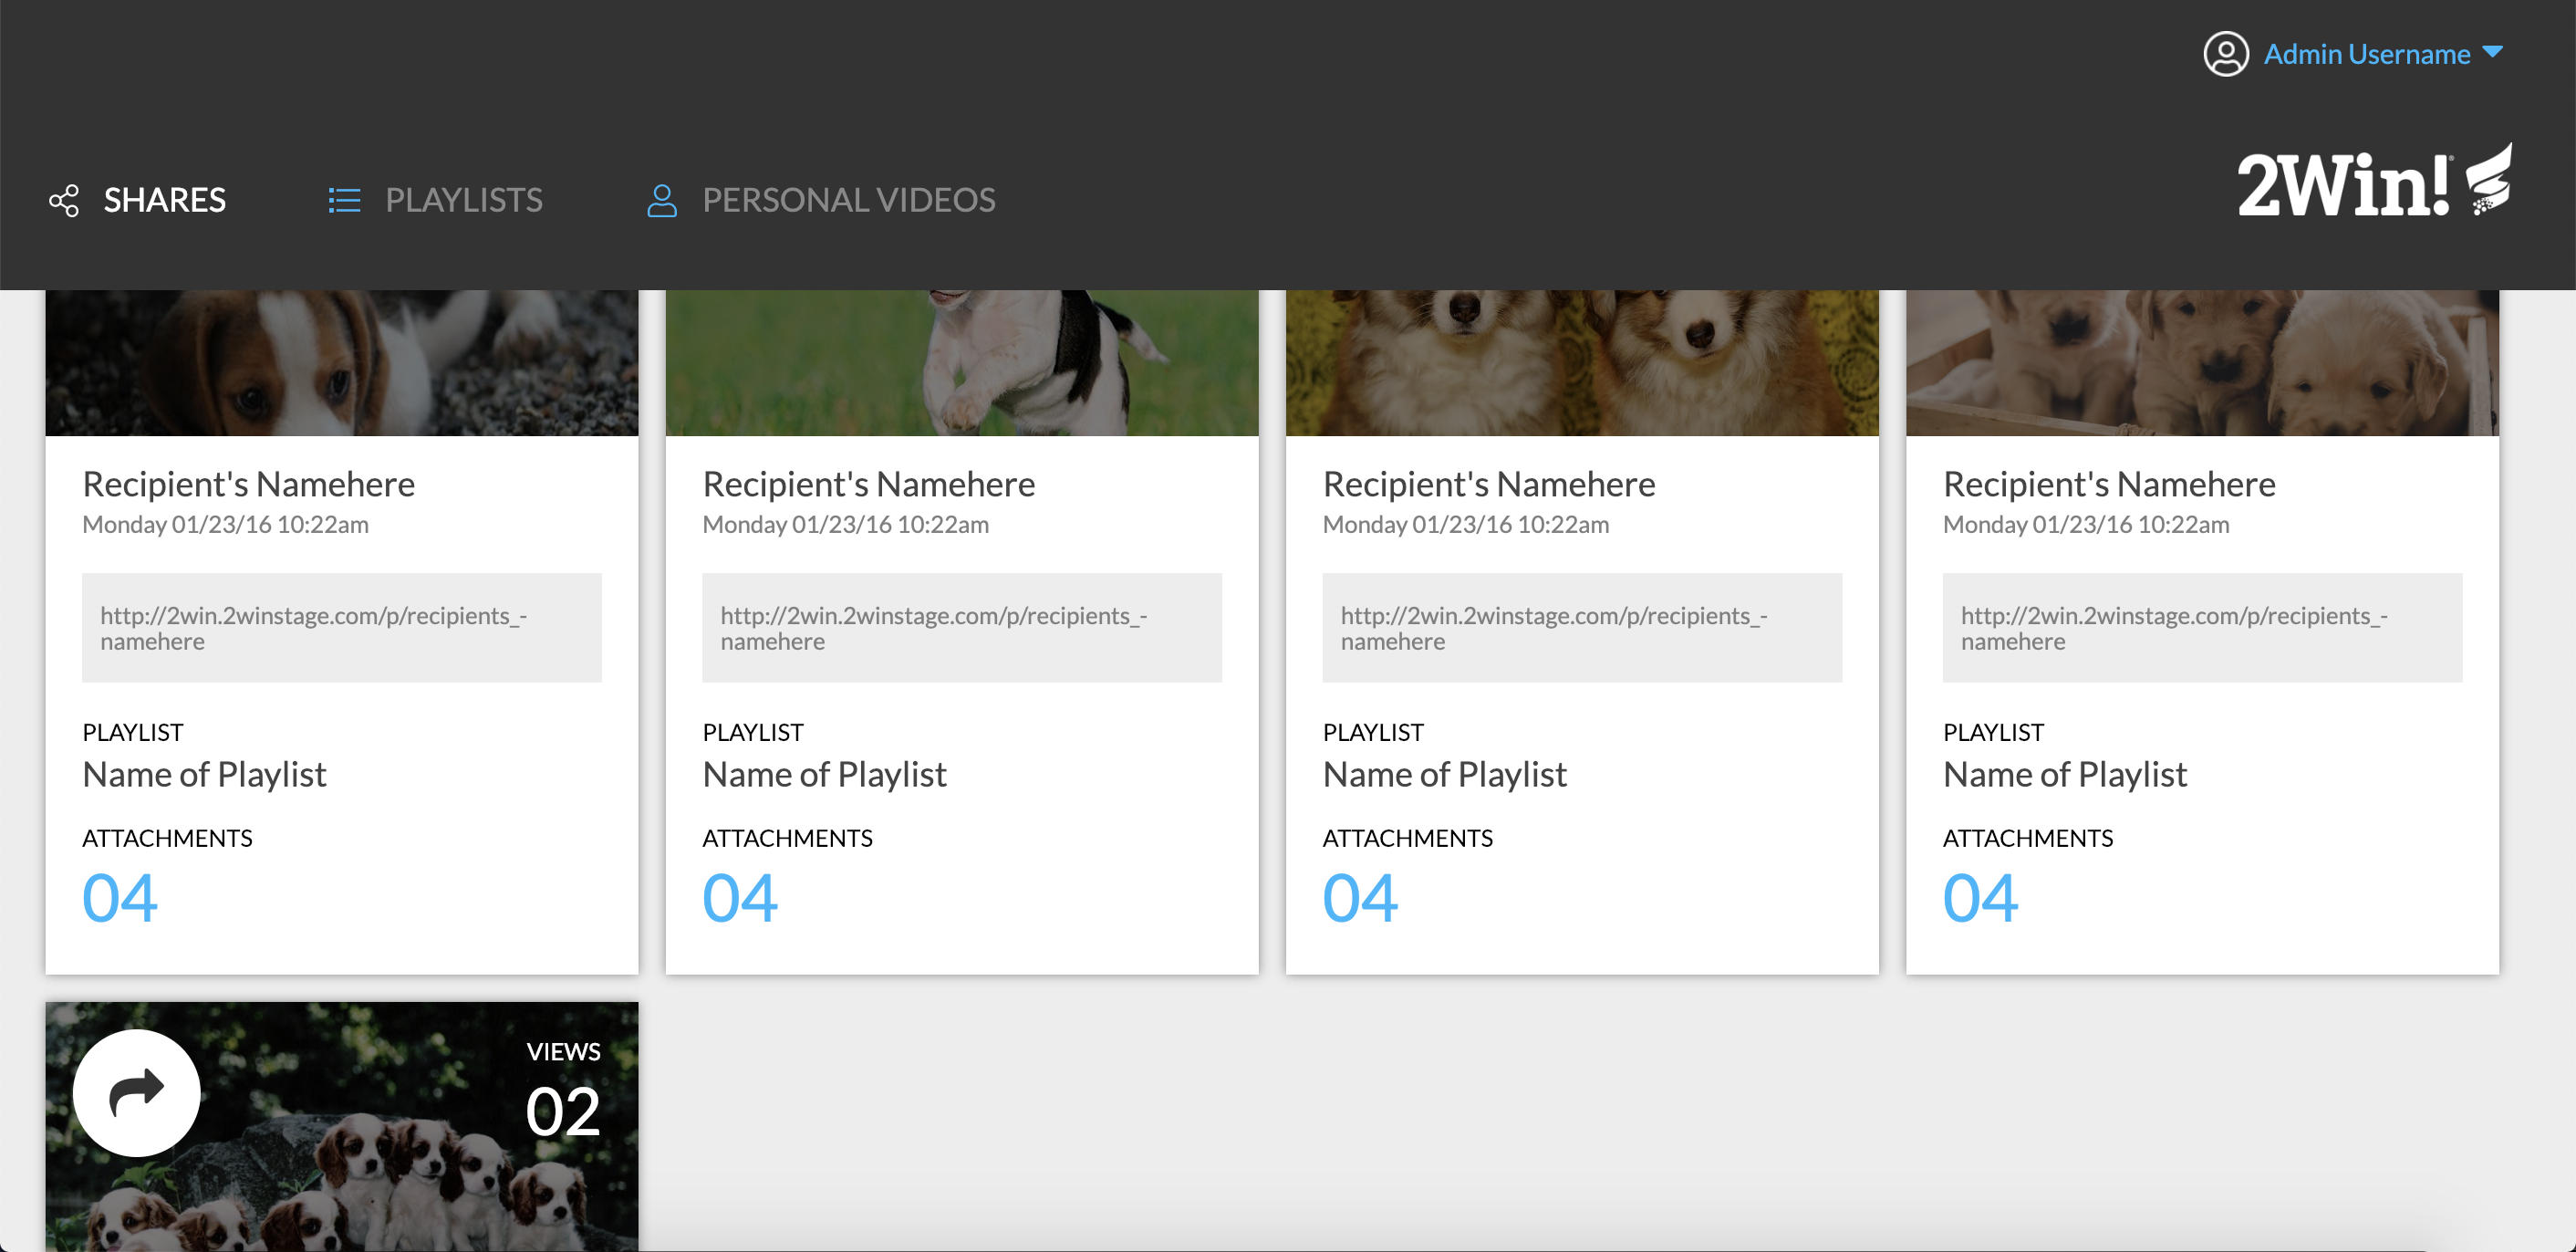 Admin Username
SHARES
PLAYLISTS
PERSONAL VIDEOS
2Win!
Recipient's Namehere
Monday 01/23/16 10:22am
http://2win.2winstage.com/p/recipients_-
namehere
PLAYLIST
Name of Playlist
ATTACHMENTS
04
Recipient's Namehere
Monday 01/23/16 10:22am
http://2win.2winstage.com/p/recipients_-
namehere
PLAYLIST
Name of Playlist
ATTACHMENTS
04
Recipient's Namehere
Monday 01/23/16 10:22am
http://2win.2winstage.com/p/recipients_-
namehere
PLAYLIST
Name of Playlist
ATTACHMENTS
04
Recipient's Namehere
Monday 01/23/16 10:22am
http://2win.2winstage.com/p/recipients_-
namehere
PLAYLIST
Name of Playlist
ATTACHMENTS
04
VIEWS
02